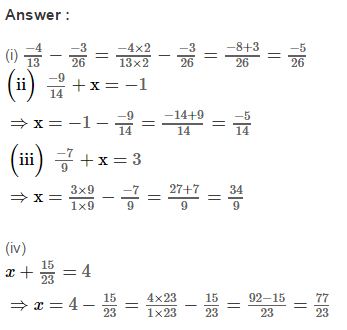 Answer :
(i) −4/13 − −3/26 = −4×2/13×2 − −3/26 = −8+3/26 = −5/26
(ii) −9/14 + x = −1
⇒ x = −1 − −9/14 = −14+9/14 = −5/14
(iii) −7/9 + x = 3
⇒ x = 3×9/1×9 − −7/9 = 27+7/9 = 34/9
(iv)
x + 15/23 = 4
⇒ x = 4 − 15/23 = 4×23/1×23 − 15/23 = 92−15/23 = 77/23